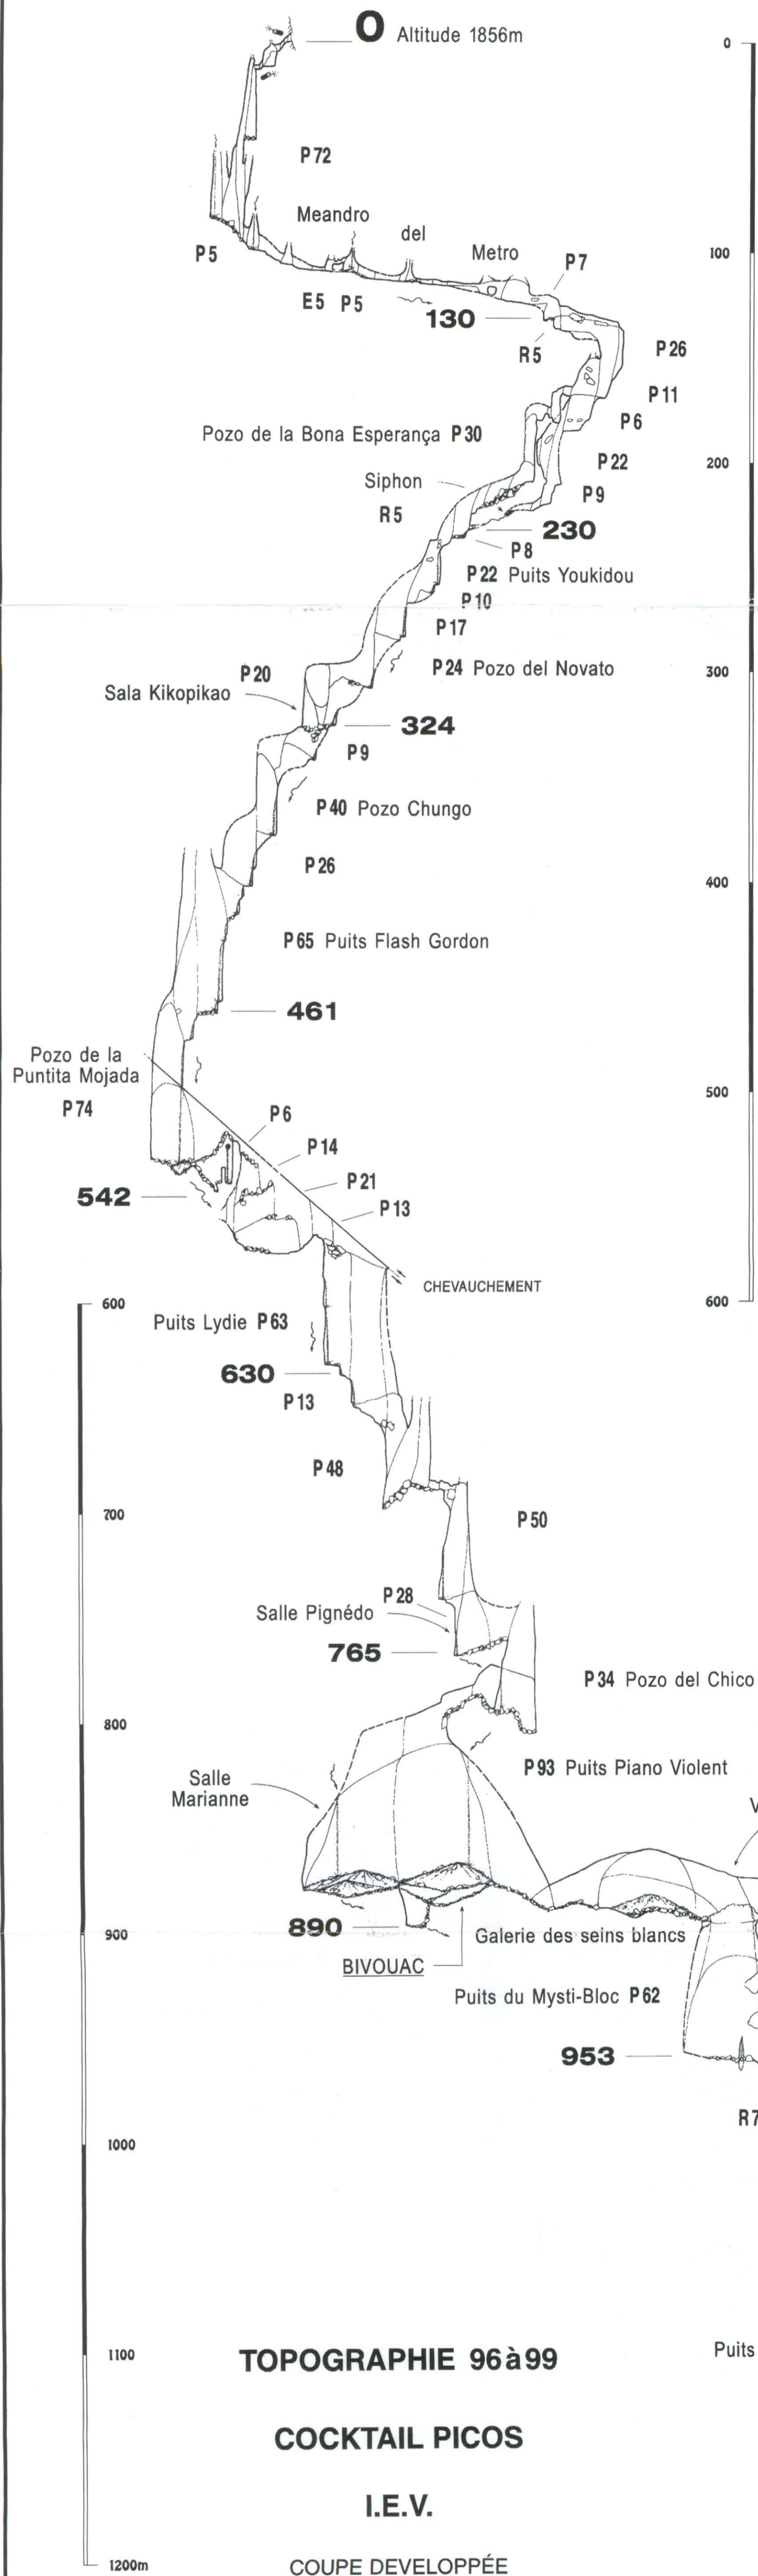 0 Altitude 1856m
0
P72
Meandro
del
Metro
P5
100
P7
E5 P5
130
R5
P26
P11
P6
Pozo de la Bona Esperança P30
P22
200
Siphon
P9
R5
230
P8
P22 Puits Youkidou
P10
P17
P24 Pozo del Novato
300
P20
Sala Kikopikao
324
P9
P40 Pozo Chungo
P26
400
P65 Puits Flash Gordon
461
Pozo de la
Puntita Mojada
P74
500
P6
P14
P21
542
P13
CHEVAUCHEMENT
600
600
Puits Lydie P63
630
P13
P48
700
P50
P28
Salle Pignédo
765
P34 Pozo del Chico
800
P93 Puits Piano Violent
Salle
Marianne
V
890
900
Galerie des seins blancs
BIVOUAC
Puits du Mysti-Bloc P62
953
R7
1000
Puits
1100
TOPOGRAPHIE 96à99
COCKTAIL PICOS
I.E.V.
1200m
COUPE DEVELOPPÉE